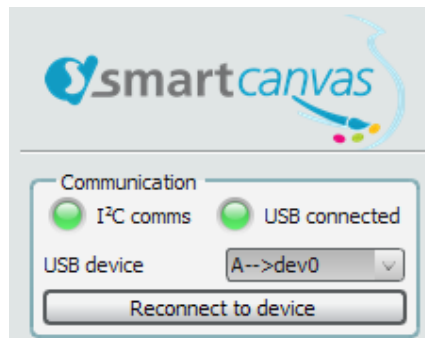 smartcanvas
Communication
I²C comms USB connected
USB device A-->dev0
Reconnect to device